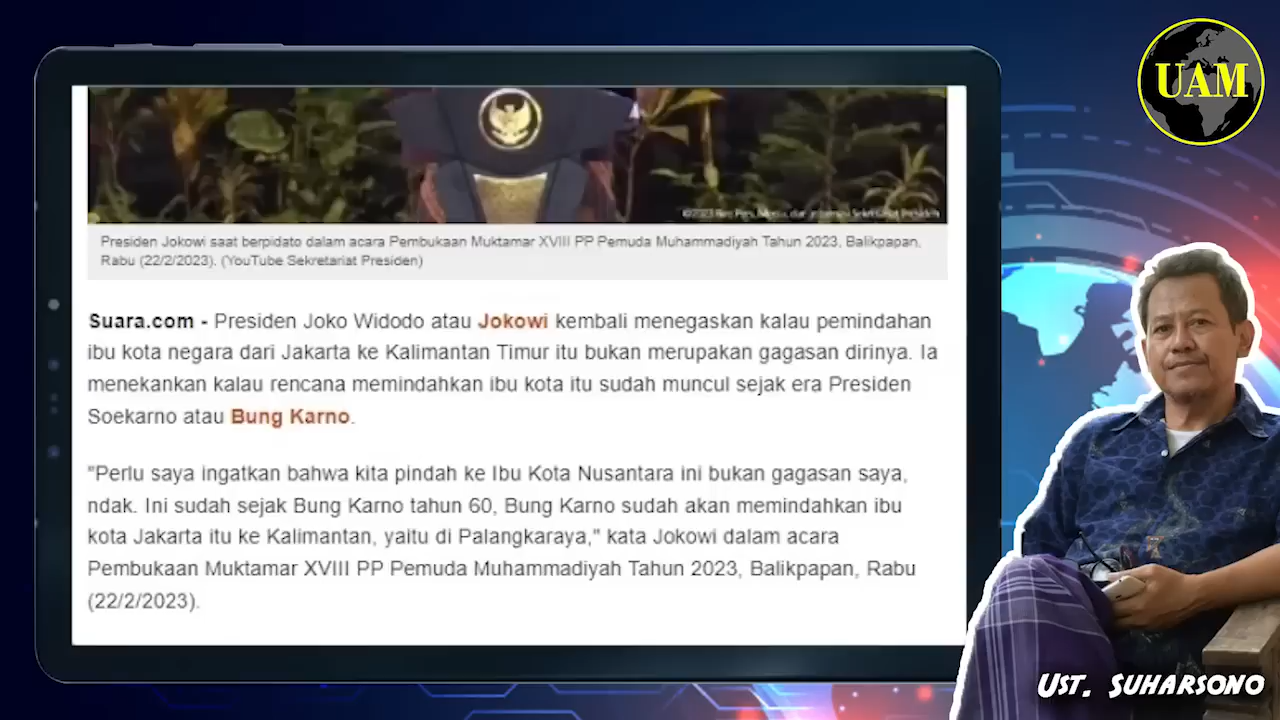 UAM
Presiden Jokowi saat berpidato dalam acara Pembukaan Muktamar XVIII PP Pemuda Muhammadiyah Tahun 2023, Balikpapan,
Rabu (22/2/2023). (YouTube Sekretariat Presiden)
Suara.com - Presiden Joko Widodo atau Jokowi kembali menegaskan kalau pemindahan
ibu kota negara dari Jakarta ke Kalimantan Timur itu bukan merupakan gagasan dirinya. Ia
menekankan kalau rencana memindahkan ibu kota itu sudah muncul sejak era Presiden
Soekarno atau Bung Karno.
"Perlu saya ingatkan bahwa kita pindah ke Ibu Kota Nusantara ini bukan gagasan saya,
ndak. Ini sudah sejak Bung Karno tahun 60, Bung Karno sudah akan memindahkan ibu
kota Jakarta itu ke Kalimantan, yaitu di Palangkaraya," kata Jokowi dalam acara
Pembukaan Muktamar XVIII PP Pemuda Muhammadiyah Tahun 2023, Balikpapan, Rabu
(22/2/2023).
Ust. Suharsono